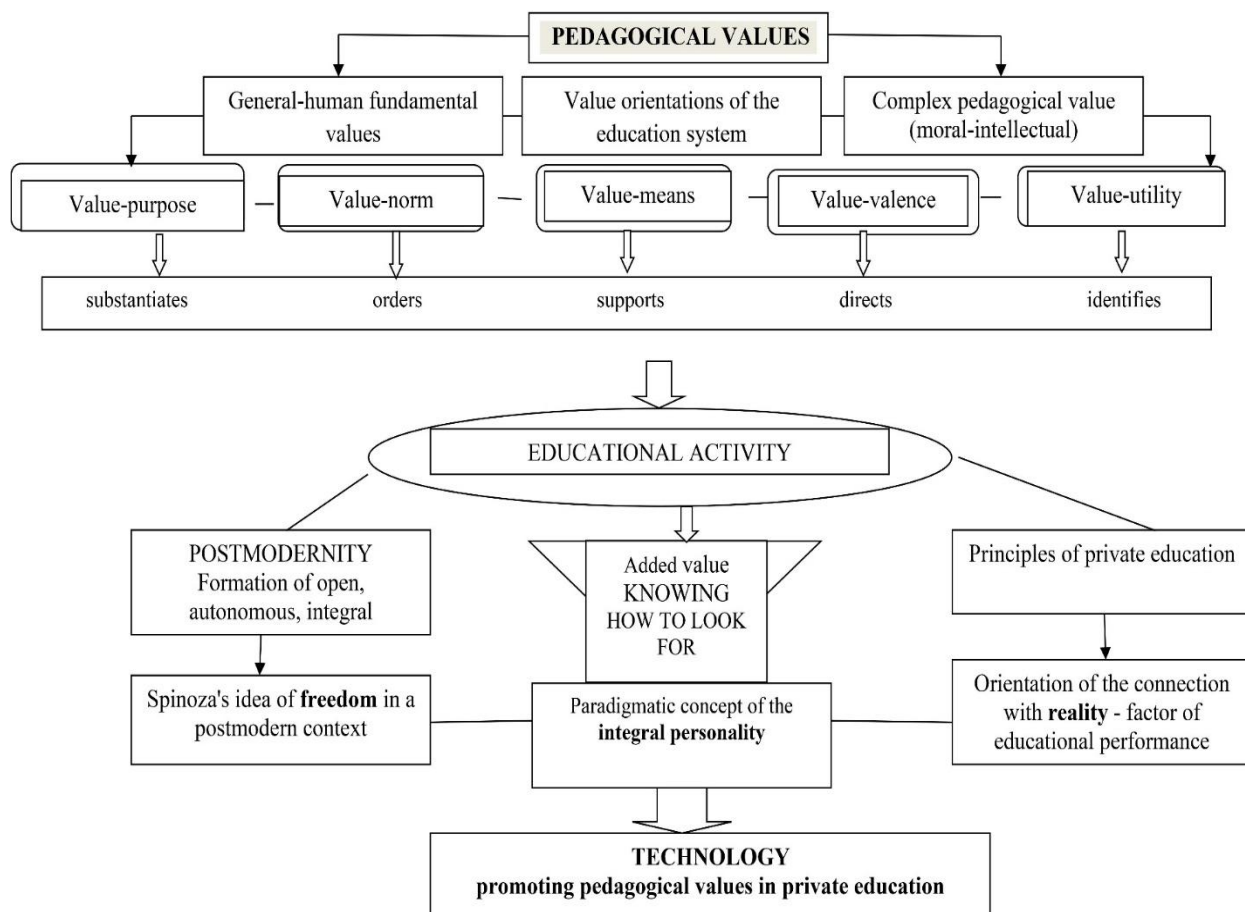 PEDAGOGICAL VALUES
General-human fundamental
values
Value orientations of the
education system
Complex pedagogical value
(moral-intellectual)
Value-purpose
Value-norm
Value-means
Value-valence
Value-utility
substantiates
orders
supports
directs
identifies
EDUCATIONAL ACTIVITY
POSTMODERNITY
Formation of open,
autonomous, integral
Added value
KNOWING
HOW TO LOOK
FOR
Principles of private education
Spinoza's idea of freedom in a
postmodern context
Paradigmatic concept of the
integral personality
Orientation of the connection
with reality - factor of
educational performance
TECHNOLOGY
promoting pedagogical values in private education